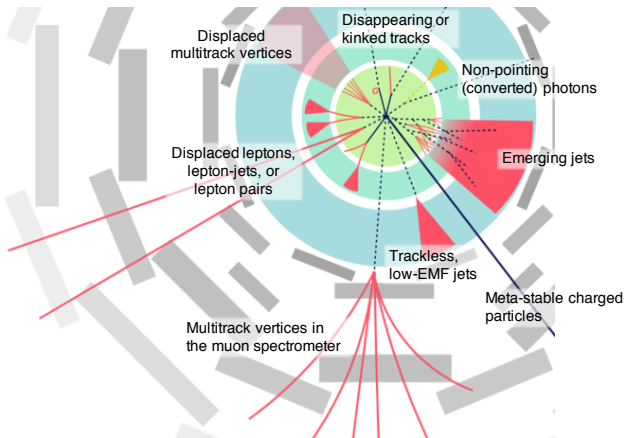 Disappearing or
kinked tracks
Displaced
multitrack vertices
Non-pointing
(converted) photons
Displaced leptons,
lepton-jets, or
lepton pairs
Emerging jets
Trackless,
low-EMF jets
Meta-stable charged
particles
Multitrack vertices in
the muon spectrometer